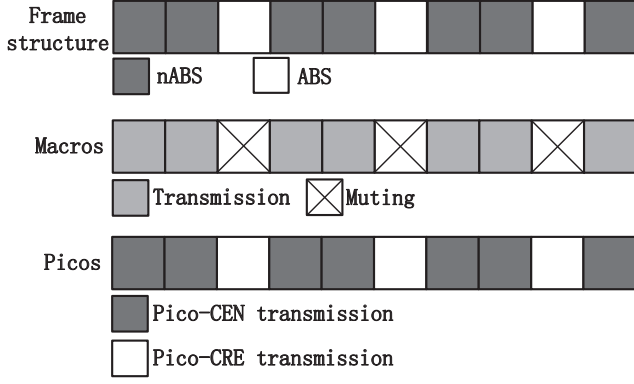 Frame
structure
nABS ABS
Macros
Transmission Muting
Picos
Pico-CEN transmission
Pico-CRE transmission